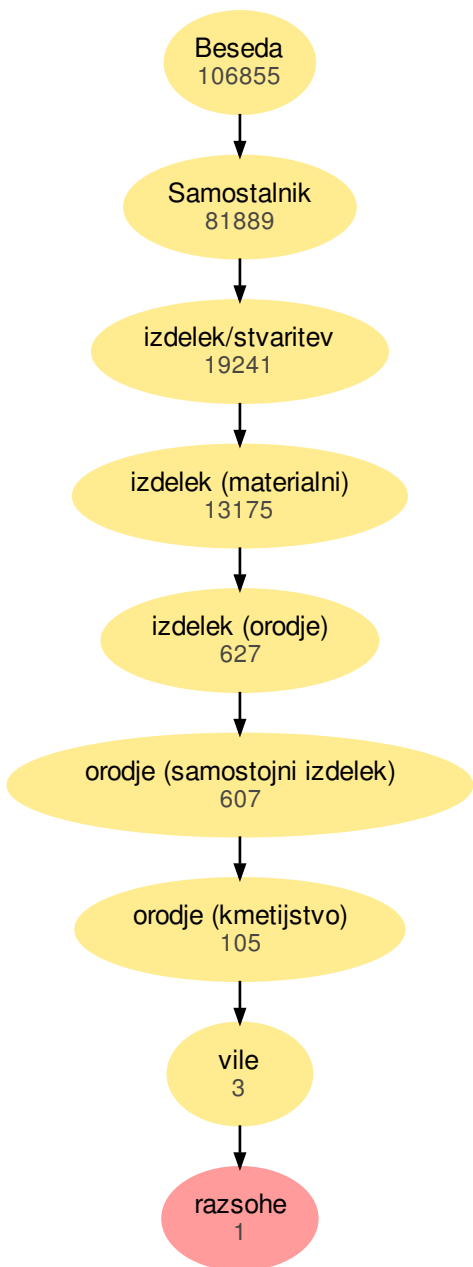 Beseda
106855
Samostalnik
81889
izdelek/stvaritev
19241
izdelek (materialni)
13175
izdelek (orodje)
627
orodje (samostojni izdelek)
607
orodje (kmetijstvo)
105
vile
3
razsohe
1